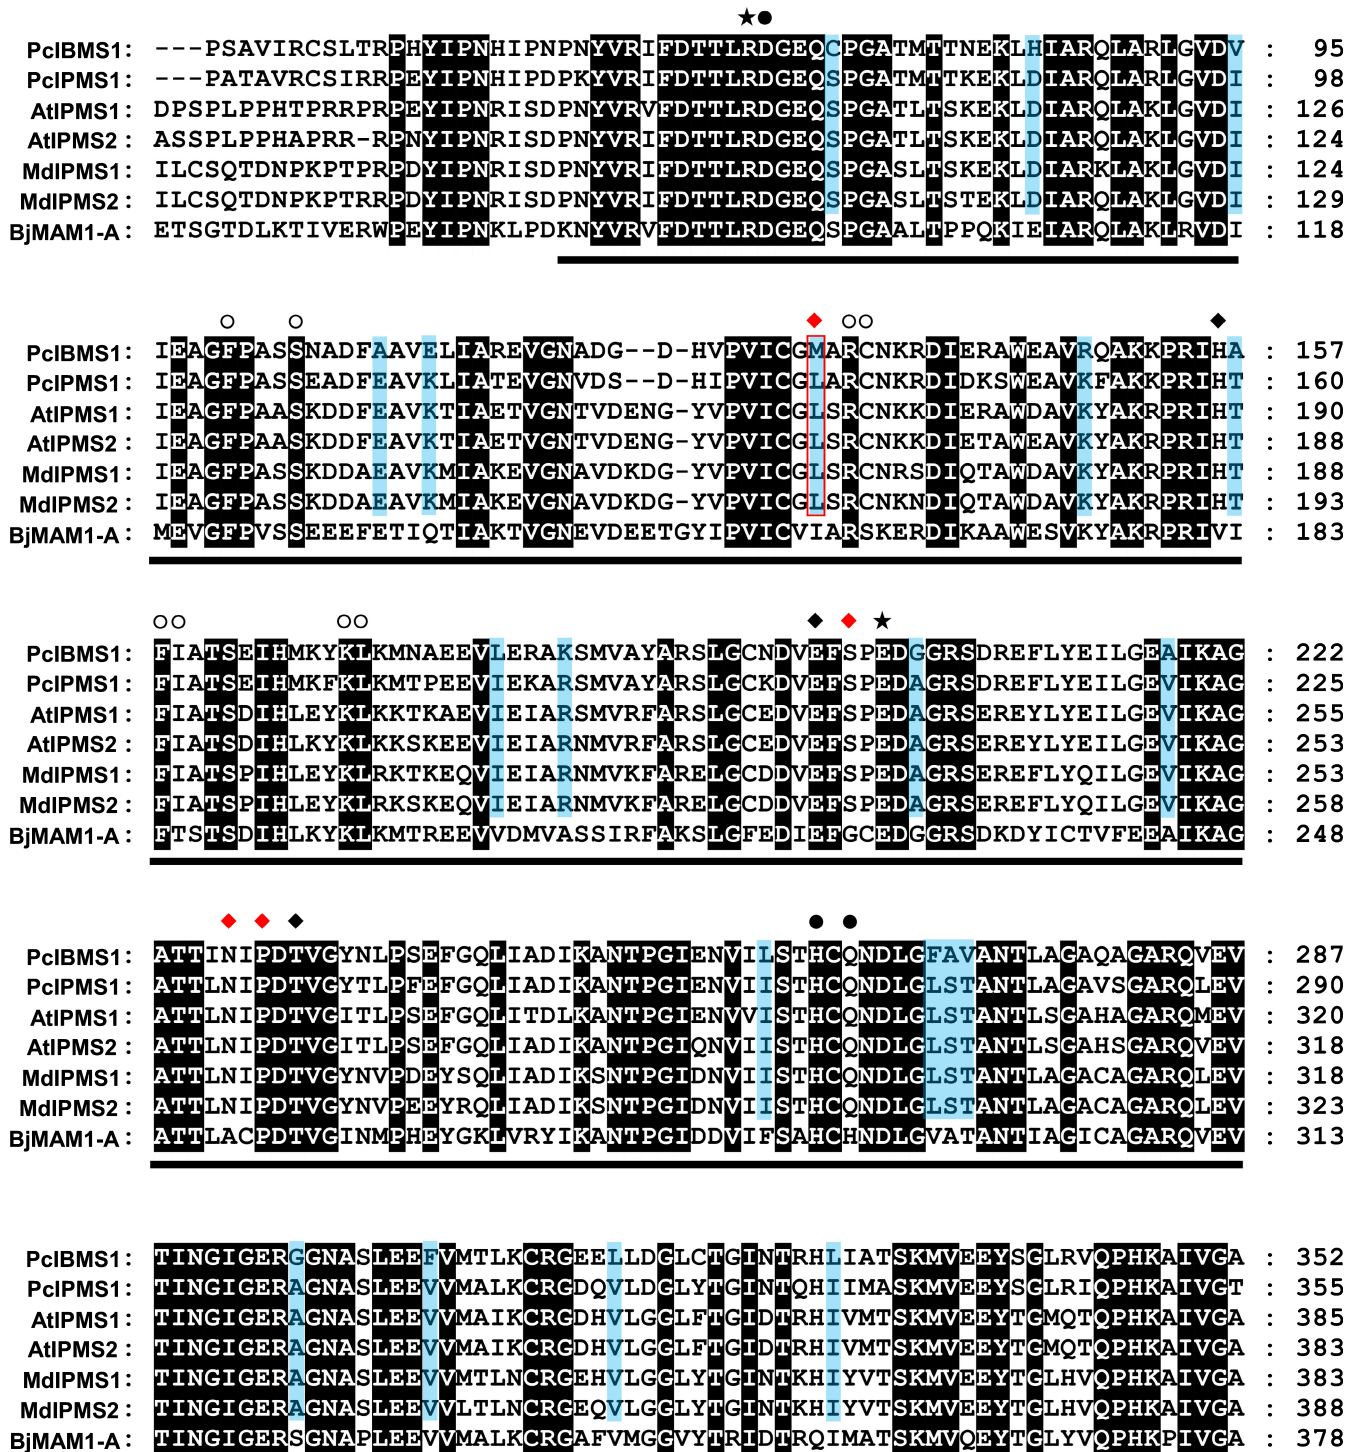 PcIBMS1: ---PSAVIRCSLTRPHYIPNHIPNPNYVRIFDTTLRDGEQCPGATMTTNEKLHIARQLARLGVDV : 95
PcIPMS1: ---PATAVRCSIRRPEYIPNHIPDPKYVRIFDTTLRDGEQSPGATMTTKEKLDIARQLARLGVDI : 98
AtIPMS1: DPSPLPPHTPRRPRPEYIPNRISDPNYVRVFDTTLRDGEQSPGATLTSKEKLDIARQLAKLGVDI : 126
AtIPMS2: ASSPLPPHAPRR-RPNYIPNRISDPNYVRIFDTTLRDGEQSPGATLTSKEKLDIARQLAKLGVDI : 124
MdIPMS1: ILCSQTDNPKPTPRPDYIPNRISDPNYVRIFDTTLRDGEQSPGASLTSKEKLDIARKLAKLGVDI : 124
MdIPMS2: ILCSQTDNPKPTRRPDYIPNRISDPNYVRIFDTTLRDGEQSPGASLTSTEKLDIARQLAKLGVDI : 129
BjMAM1-A: ETSGTDLKTIVERWPEYIPNKLPDKNYVRVFDTTLRDGEQSPGAALTPPQKIEIARQLAKLRVDI : 118
PcIBMS1: IEAGFPASSNADFAAVELIAREVGNADG--D-HVPVICGMARCNKRDIERAWEAVRQAKKPRIHA : 157
PcIPMS1: IEAGFPASSEADFEAVKLIATEVGNVDS--D-HIPVICGLARCNKRDIDKSWEAVKFAKKPRIHT : 160
AtIPMS1: IEAGFPAASKDDFEAVKTIAETVGNTVDENG-YVPVICGLSRCNKKDIERAWDAVKYAKRPRIHT : 190
AtIPMS2: IEAGFPAASKDDFEAVKTIAETVGNTVDENG-YVPVICGLSRCNKKDIETAWEAVKYAKRPRIHT : 188
MdIPMS1: IEAGFPASSKDDAEAVKMIAKEVGNAVDKDG-YVPVICGLSRCNRSDIQTAWDAVKYAKRPRIHT : 188
MdIPMS2: IEAGFPASSKDDAEAVKMIAKEVGNAVDKDG-YVPVICGLSRCNKNDIQTAWDAVKYAKRPRIHT : 193
BjMAM1-A: MEVGFPVSSEEEFETIQTIAKTVGNEVDEETGYIPVICVIARSKERDIKAAWESVKYAKRPRIVI : 183
PcIBMS1: FIATSEIHMKYKLKMNAEEVLERAKSMVAYARSLGCNDVEFSPEDGGRSDREFLYEILGEAIKAG : 222
PcIPMS1: FIATSEIHMKFKLKMTPEEVIEKARSMVAYARSLGCKDVEFSPEDAGRSDREFLYEILGEVIKAG : 225
AtIPMS1: FIATSDIHLEYKLKKTKAEVIEIARSMVRFARSLGCEDVEFSPEDAGRSEREYLYEILGEVIKAG : 255
AtIPMS2: FIATSDIHLKYKLKKSKEEVIEIARNMVRFARSLGCEDVEFSPEDAGRSEREYLYEILGEVIKAG : 253
MdIPMS1: FIATSPIHLEYKLRKTKEQVIEIARNMVKFARELGCDDVEFSPEDAGRSEREFLYQILGEVIKAG : 253
MdIPMS2: FIATSPIHLEYKLRKSKEQVIEIARNMVKFARELGCDDVEFSPEDAGRSEREFLYQILGEVIKAG : 258
BjMAM1-A: FTSTSDIHLKYKLKMTREEVVDMVASSIRFAKSLGFEDIEFGCEDGGRSDKDYICTVFEEAIKAG : 248
PcIBMS1: ATTINIPDTVGYNLPSEFGQLIADIKANTPGIENVILSTHCQNDLGFAVANTLAGAQAGARQVEV : 287
PcIPMS1: ATTLNIPDTVGYTLPFEFGQLIADIKANTPGIENVIISTHCQNDLGLSTANTLAGAVSGARQLEV : 290
AtIPMS1: ATTLNIPDTVGITLPSEFGQLITDLKANTPGIENVVISTHCQNDLGLSTANTLSGAHAGARQMEV : 320
AtIPMS2: ATTLNIPDTVGITLPSEFGQLIADIKANTPGIQNVIISTHCQNDLGLSTANTLSGAHSGARQVEV : 318
MdIPMS1: ATTLNIPDTVGYNVPDEYSQLIADIKSNTPGIDNVIISTHCQNDLGLSTANTLAGACAGARQLEV : 318
MdIPMS2: ATTLNIPDTVGYNVPEEYRQLIADIKSNTPGIDNVIISTHCQNDLGLSTANTLAGACAGARQLEV : 323
BjMAM1-A: ATTLACPDTVGINMPHEYGKLVRYIKANTPGIDDVIFSAHCHNDLGVATANTIAGICAGARQVEV : 313
PcIBMS1: TINGIGERGGNASLEEFVMTLKCRGEELLDGLCTGINTRHLIATSKMVEEYSGLRVQPHKAIVGA : 352
PcIPMS1: TINGIGERAGNASLEEVVMALKCRGDQVLDGLYTGINTQHIIMASKMVEEYSGLRIQPHKAIVGT : 355
AtIPMS1: TINGIGERAGNASLEEVVMAIKCRGDHVLGGLFTGIDTRHIVMTSKMVEEYTGMQTQPHKAIVGA : 385
AtIPMS2: TINGIGERAGNASLEEVVMAIKCRGDHVLGGLFTGIDTRHIVMTSKMVEEYTGMQTQPHKAIVGA : 383
MdIPMS1: TINGIGERAGNASLEEVVMTLNCRGEHVLGGLYTGINTKHIYVTSKMVEEYTGLHVQPHKAIVGA : 383
MdIPMS2: TINGIGERAGNASLEEVVLTLNCRGEQVLGGLYTGINTKHIYVTSKMVEEYTGLHVQPHKAIVGA : 388
BjMAM1-A: TINGIGERSGNAPLEEVVMALKCRGAFVMGGVYTRIDTRQIMATSKMVQEYTGLYVQPHKPIVGA : 378